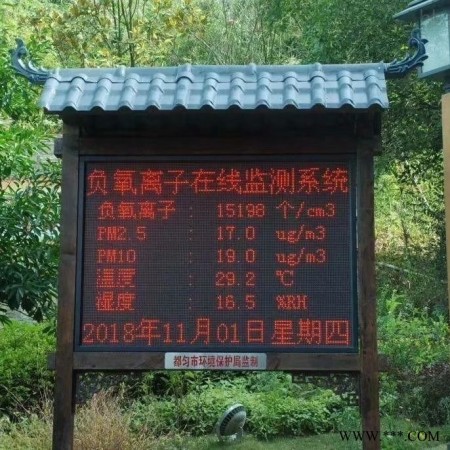 负氧离子在线监测系统
负氧离子 : 15198 个/cm3
PM2.5 : 17.0 ug/m3
PM10 : 19.0 ug/m3
温度 : 29.2 ℃
湿度 : 16.5 %RH
2018年11月01日星期四
都匀市环境保护局监制
www.***.com